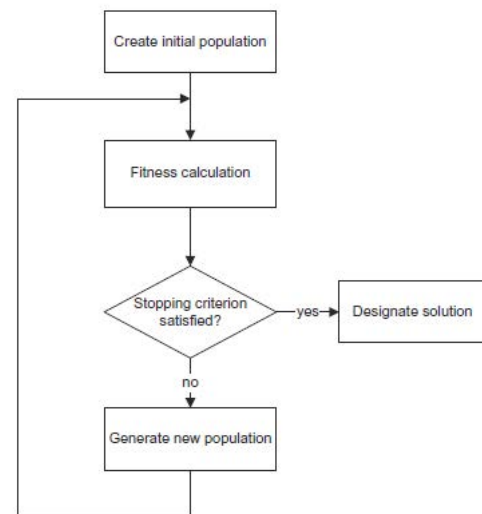 Create initial population
Fitness calculation
Stopping criterion
satisfied?
yes
Designate solution
no
Generate new population